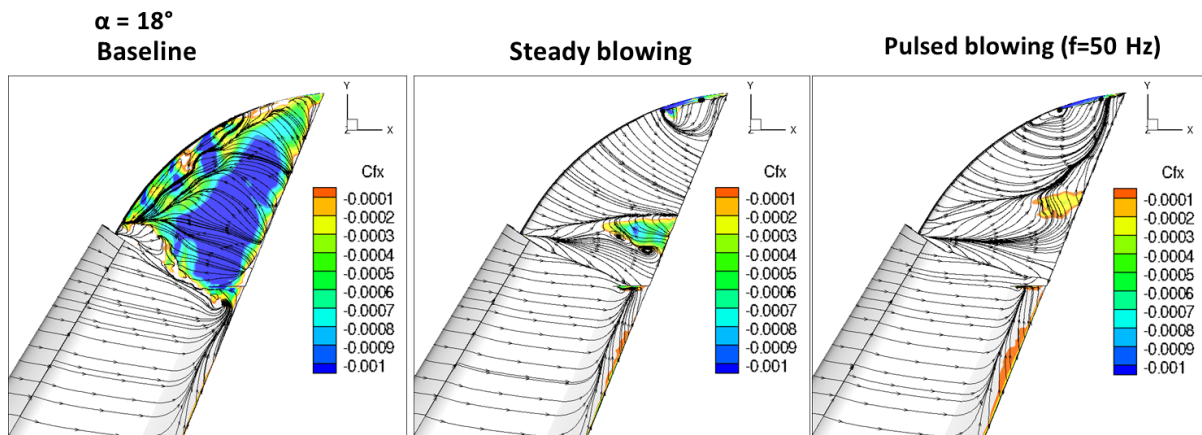 α = 18°
Baseline
Steady blowing
Pulsed blowing (f=50 Hz)
Y
Z
X
Cfx
-0.0001
-0.0002
-0.0003
-0.0004
-0.0005
-0.0006
-0.0007
-0.0008
-0.0009
-0.001
Y
Z
X
Cfx
-0.0001
-0.0002
-0.0003
-0.0004
-0.0005
-0.0006
-0.0007
-0.0008
-0.0009
-0.001
Y
Z
X
Cfx
-0.0001
-0.0002
-0.0003
-0.0004
-0.0005
-0.0006
-0.0007
-0.0008
-0.0009
-0.001